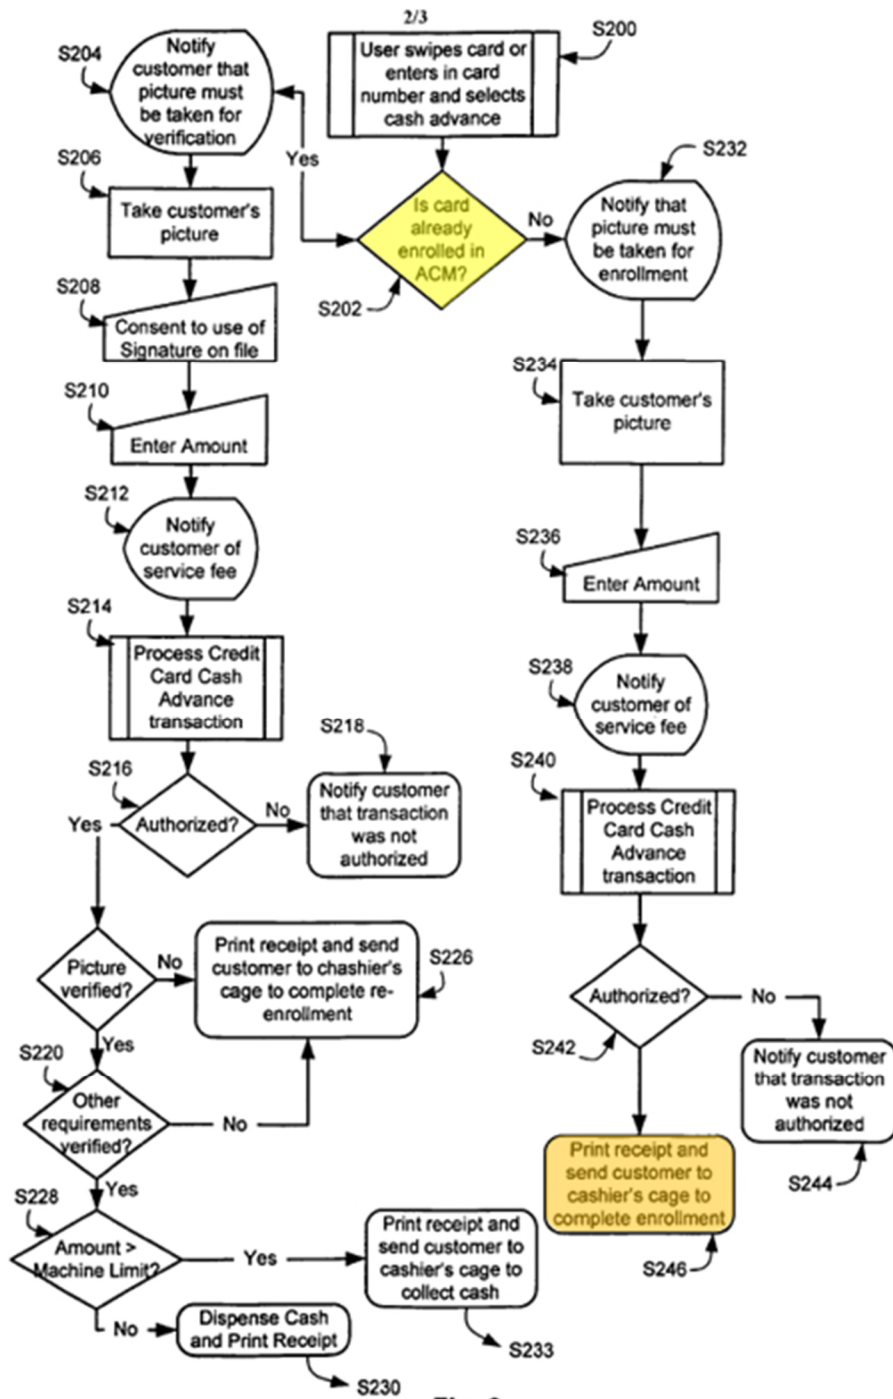 2/3
S200
User swipes card or
enters in card
number and selects
cash advance
S204
Notify
customer that
picture must
be taken for
verification
Yes
S202
Is card
already
enrolled in
ACM?
No
S232
Notify that
picture must
be taken for
enrollment
S206
Take customer's
picture
S208
Consent to use of
Signature on file
S210
Enter Amount
S212
Notify
customer of
service fee
S214
Process Credit
Card Cash
Advance
transaction
S216
Authorized?
No
S218
Notify customer
that transaction
was not
authorized
Yes
Picture
verified?
No
Print receipt and send
customer to chashier's
cage to complete re-
enrollment
S226
Yes
S220
Other
requirements
verified?
No
Yes
S228
Amount >
Machine Limit?
Yes
Print receipt and
send customer to
cashier's cage to
collect cash
S233
No
Dispense Cash
and Print Receipt
S230
S234
Take customer's
picture
S236
Enter Amount
S238
Notify
customer of
service fee
S240
Process Credit
Card Cash
Advance
transaction
S242
Authorized?
No
Notify customer
that transaction
was not
authorized
S244
Print receipt and
send customer to
cashier's cage to
complete enrollment
S246